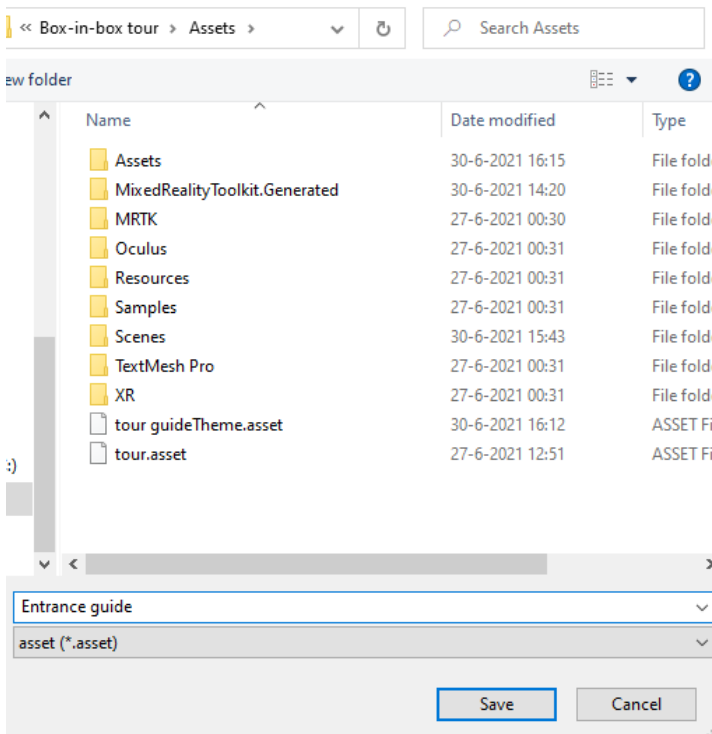 « Box-in-box tour > Assets > Search Assets
ew folder ?
Name Date modified Type
Assets 30-6-2021 16:15 File fold
MixedRealityToolkit.Generated 30-6-2021 14:20 File fold
MRTK 27-6-2021 00:30 File fold
Oculus 27-6-2021 00:31 File fold
Resources 27-6-2021 00:31 File fold
Samples 27-6-2021 00:31 File fold
Scenes 30-6-2021 15:43 File fold
TextMesh Pro 27-6-2021 00:31 File fold
XR 27-6-2021 00:31 File fold
tour guideTheme.asset 30-6-2021 16:12 ASSET Fi
tour.asset 27-6-2021 12:51 ASSET Fi
:)
Entrance guide
asset (*.asset)
Save Cancel